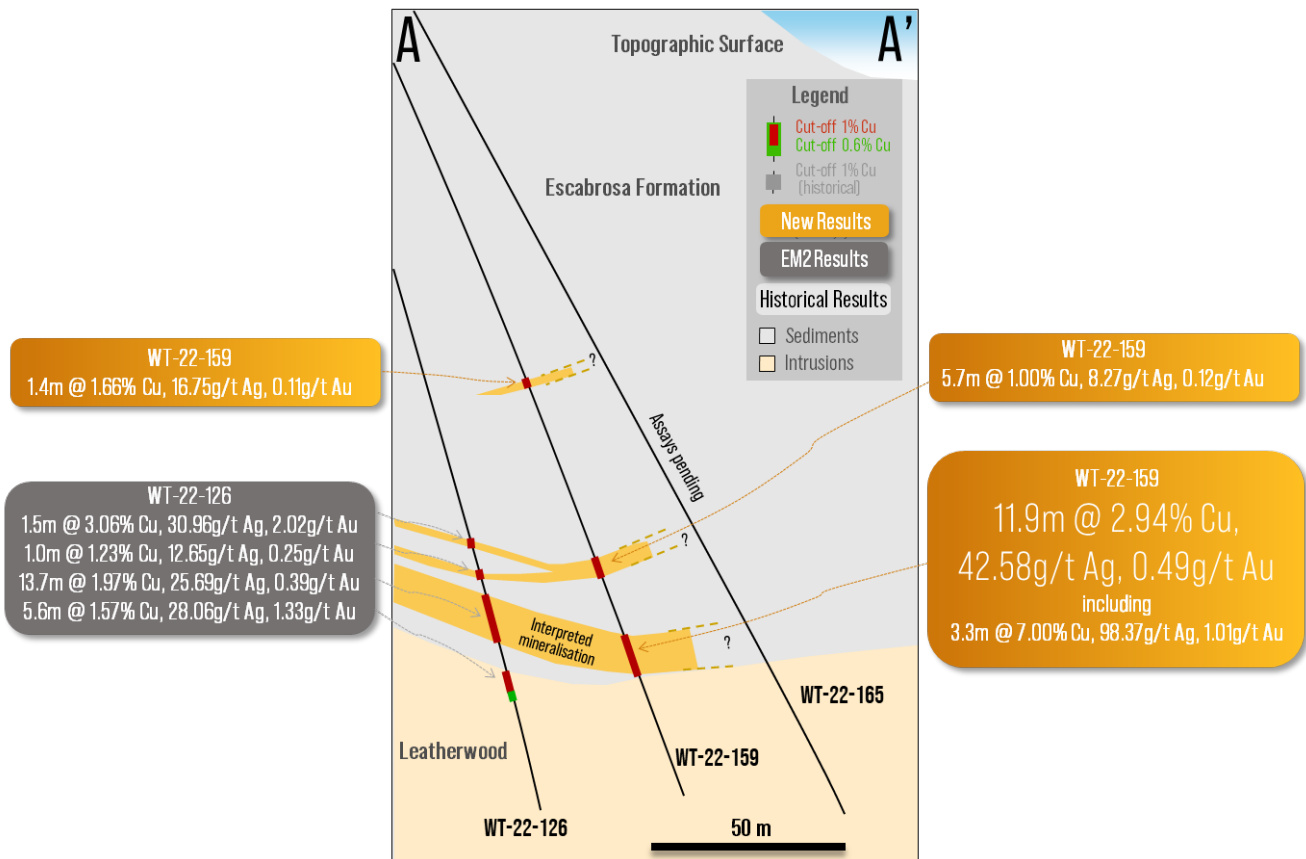 A
A'
Topographic Surface
Legend
Cut-off 1% Cu
Cut-off 0.6% Cu
Cut-off 1% Cu
(historical)
New Results
EM2 Results
Historical Results
Sediments
Intrusions
Escabrosa Formation
WT-22-159
1.4m @ 1.66% Cu, 16.75g/t Ag, 0.11g/t Au
?
WT-22-159
5.7m @ 1.00% Cu, 8.27g/t Ag, 0.12g/t Au
Assays pending
WT-22-126
1.5m @ 3.06% Cu, 30.96g/t Ag, 2.02g/t Au
1.0m @ 1.23% Cu, 12.65g/t Ag, 0.25g/t Au
13.7m @ 1.97% Cu, 25.69g/t Ag, 0.39g/t Au
5.6m @ 1.57% Cu, 28.06g/t Ag, 1.33g/t Au
?
WT-22-159
11.9m @ 2.94% Cu,
42.58g/t Ag, 0.49g/t Au
including
3.3m @ 7.00% Cu, 98.37g/t Ag, 1.01g/t Au
Interpreted
mineralisation
?
WT-22-165
Leatherwood
WT-22-159
WT-22-126
50 m